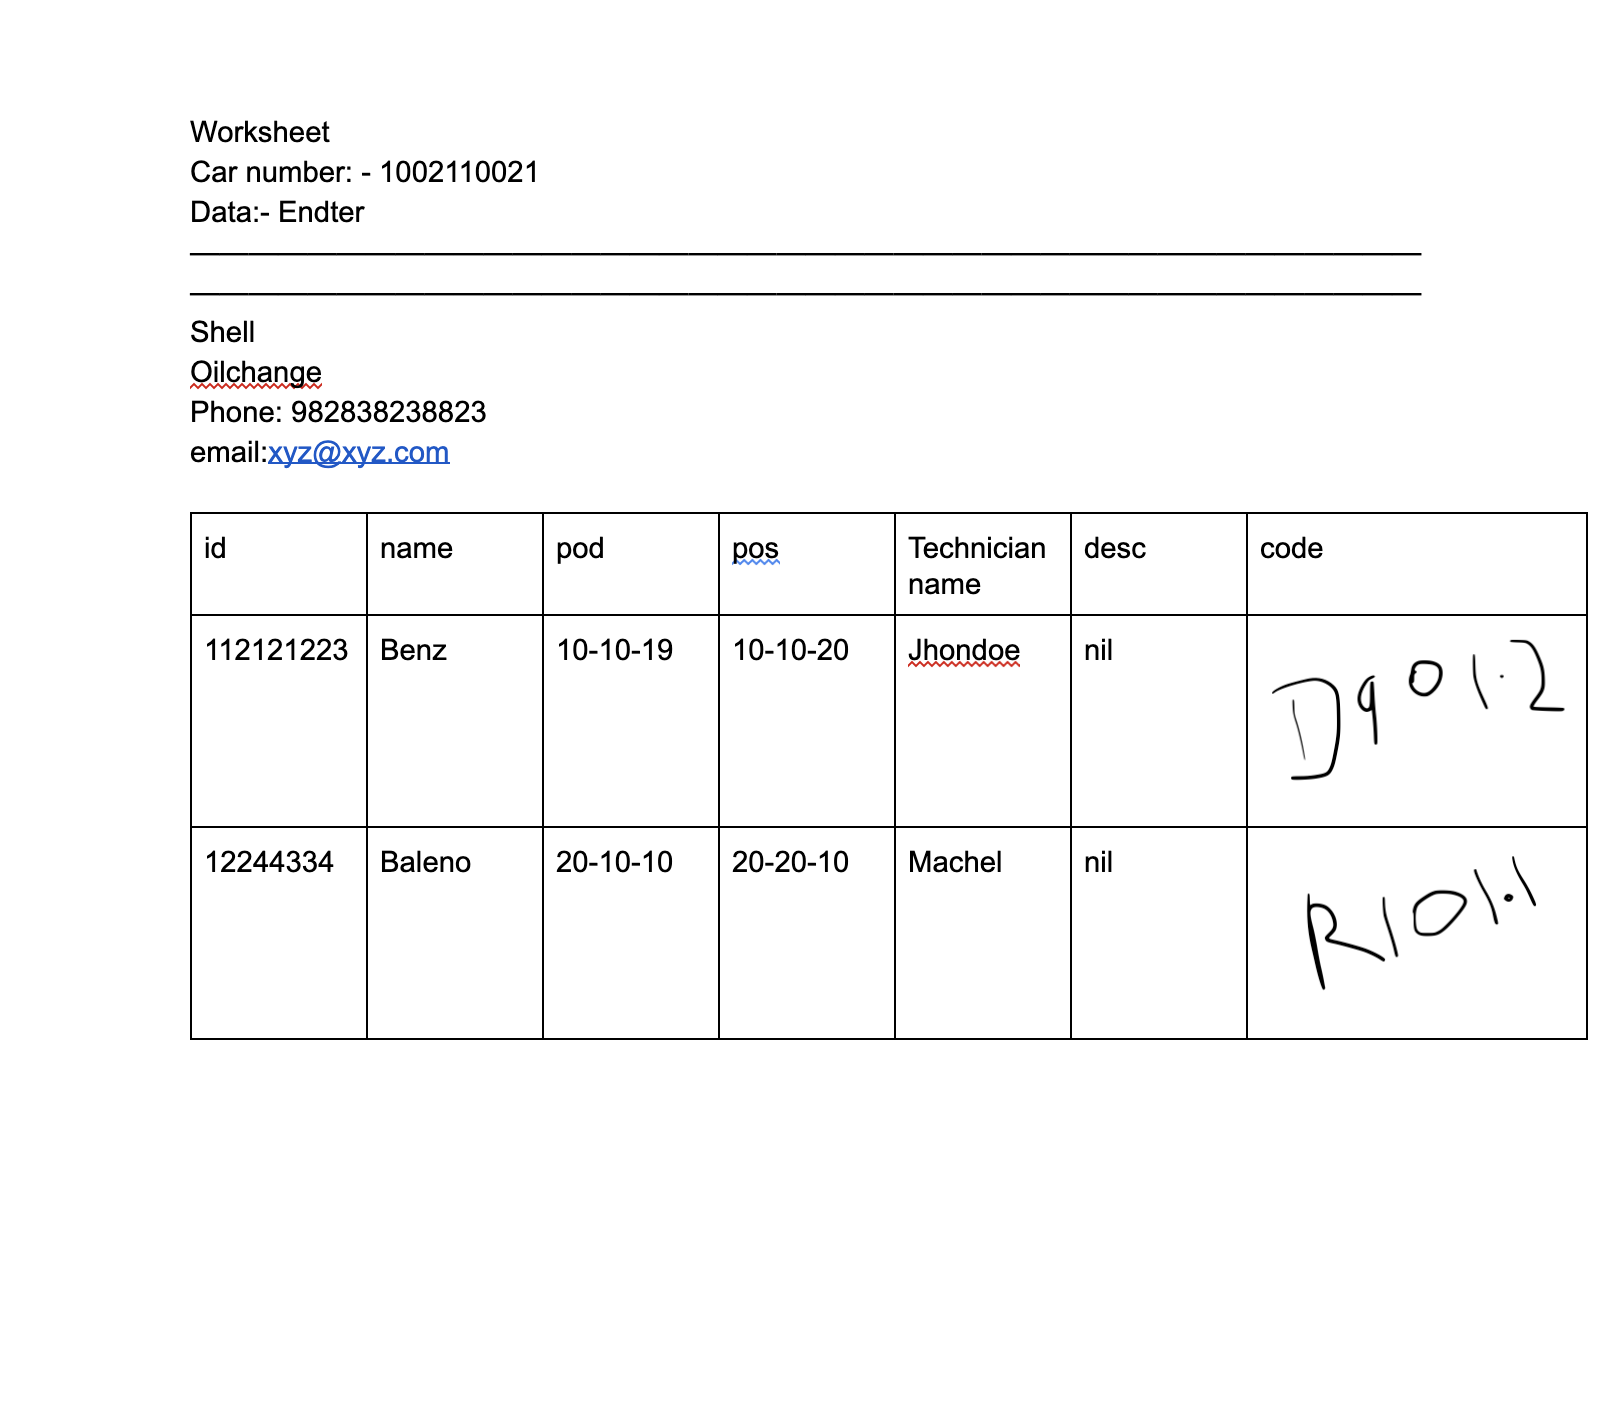 Worksheet
Car number: - 1002110021
Data:- Endter
Shell
Oilchange
Phone: 982838238823
email:xyz@xyz.com
id name pod pos Technician name desc code
112121223 Benz 10-10-19 10-10-20 Jhondoe nil D901.2
12244334 Baleno 20-10-10 20-20-10 Machel nil R101.1